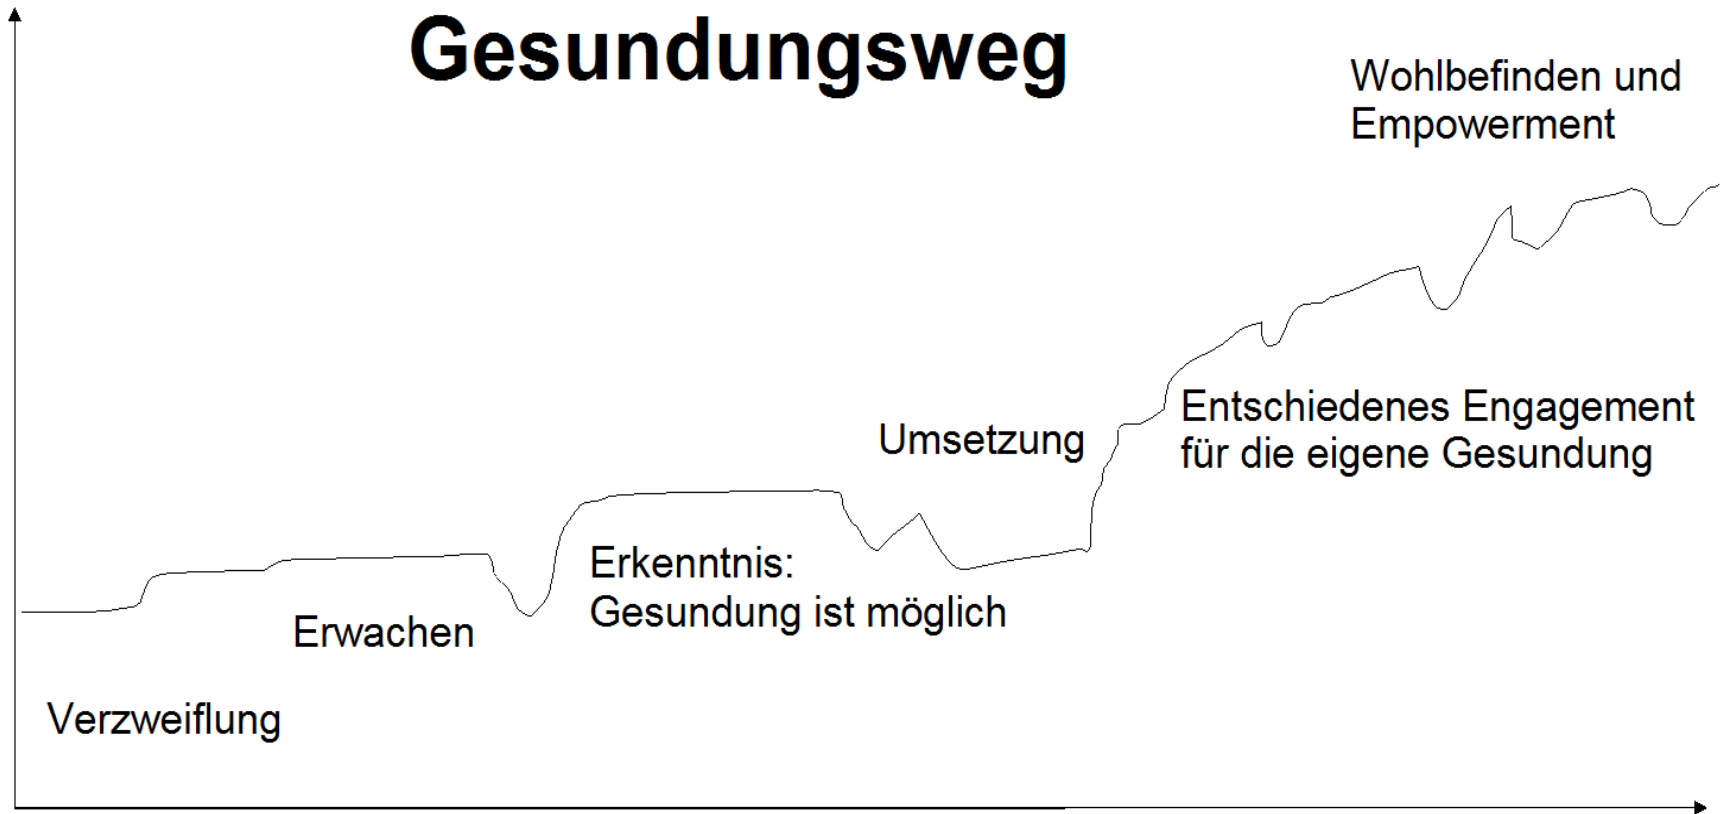 Gesundungsweg
Wohlbefinden und
Empowerment
Entschiedenes Engagement
für die eigene Gesundung
Umsetzung
Erkenntnis:
Gesundung ist möglich
Erwachen
Verzweiflung